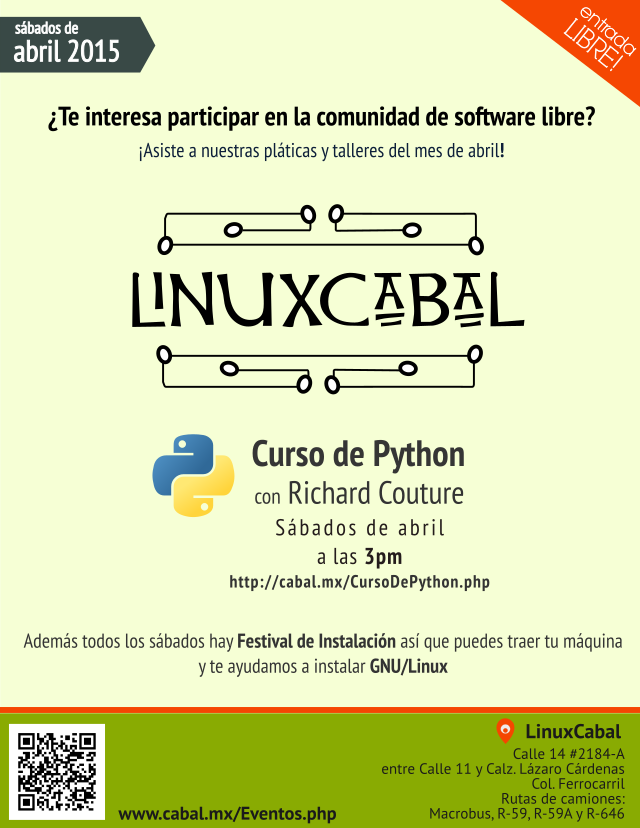 sábados de
abril 2015
entrada
LIBRE!
¿Te interesa participar en la comunidad de software libre?
¡Asiste a nuestras pláticas y talleres del mes de abril!
LINUXCABAL
Curso de Python
con Richard Couture
Sábados de abril
a las 3pm
http://cabal.mx/CursoDePython.php
Además todos los sábados hay Festival de Instalación así que puedes traer tu máquina
y te ayudamos a instalar GNU/Linux
LinuxCabal
Calle 14 #2184-A
entre Calle 11 y Calz. Lázaro Cárdenas
Col. Ferrocarril
Rutas de camiones:
Macrobus, R-59, R-59A y R-646
www.cabal.mx/Eventos.php